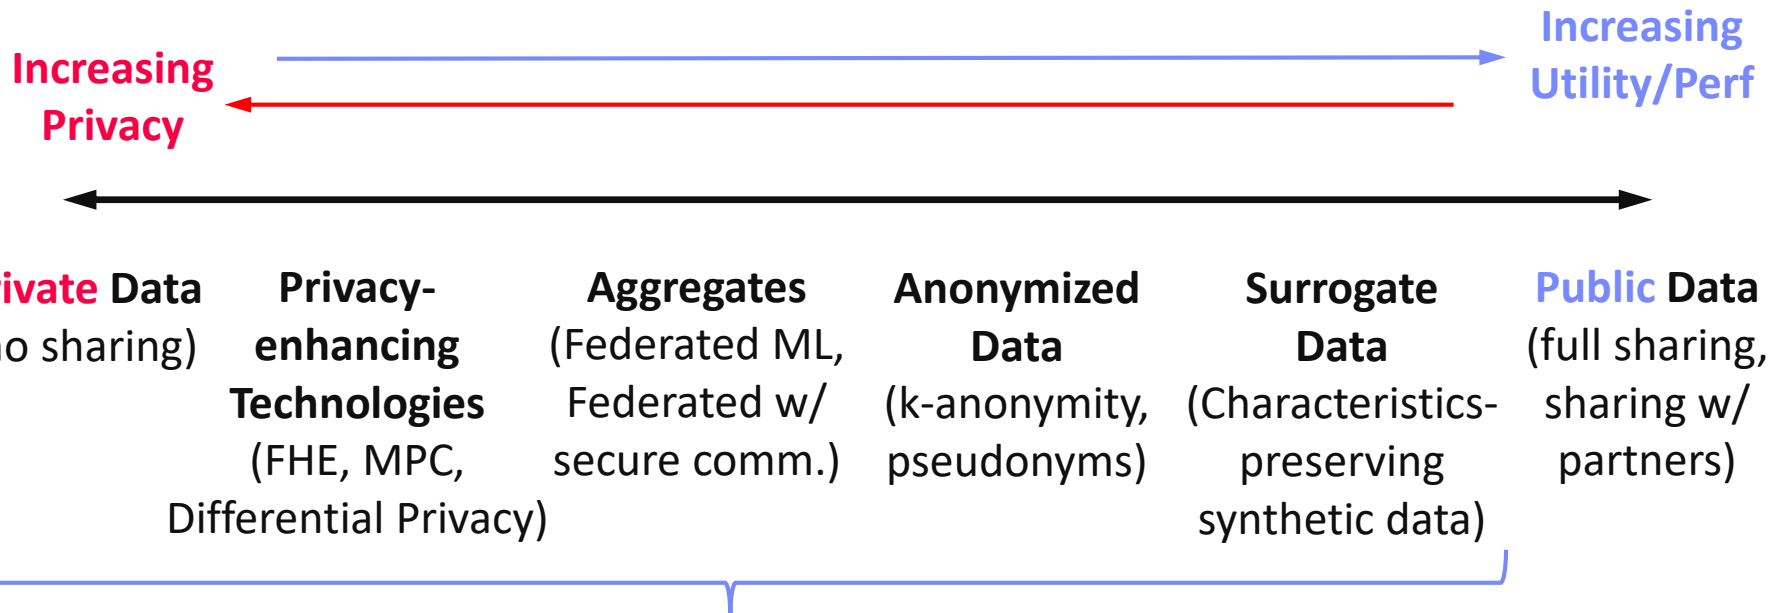 Increasing
Privacy
Increasing
Utility/Perf
ivate Data
o sharing)
Privacy-
enhancing
Technologies
(FHE, MPC,
Differential Privacy)
Aggregates
(Federated ML,
Federated w/
secure comm.)
Anonymized
Data
(k-anonymity,
pseudonyms)
Surrogate
Data
(Characteristics-
preserving
synthetic data)
Public Data
(full sharing,
sharing w/
partners)